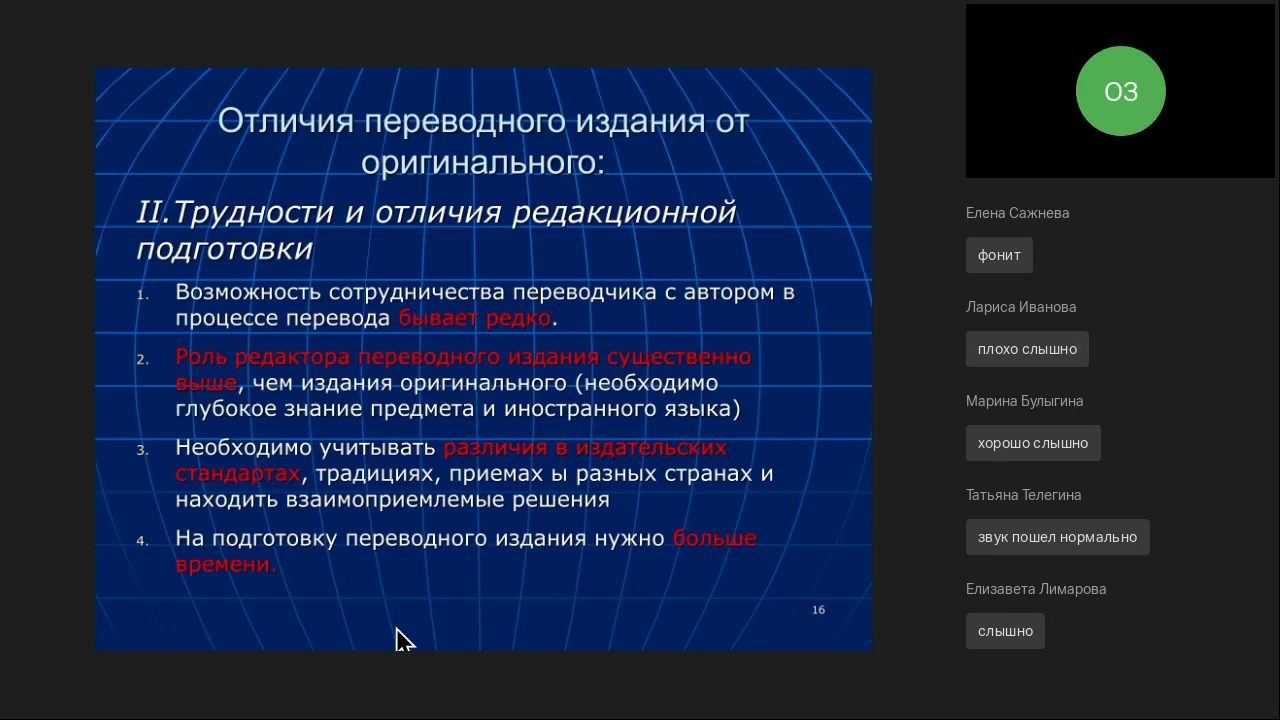 Отличия переводного издания от
оригинального:
II.Трудности и отличия редакционной
подготовки
1. Возможность сотрудничества переводчика с автором в
процессе перевода бывает редко.
2. Роль редактора переводного издания существенно
выше, чем издания оригинального (необходимо
глубокое знание предмета и иностранного языка)
3. Необходимо учитывать различия в издательских
стандартах, традициях, приемах ы разных странах и
находить взаимоприемлемые решения
4. На подготовку переводного издания нужно больше
времени.
16
ОЗ
Елена Сажнева
фонит
Лариса Иванова
плохо слышно
Марина Булыгина
хорошо слышно
Татьяна Телегина
звук пошел нормально
Елизавета Лимарова
слышно